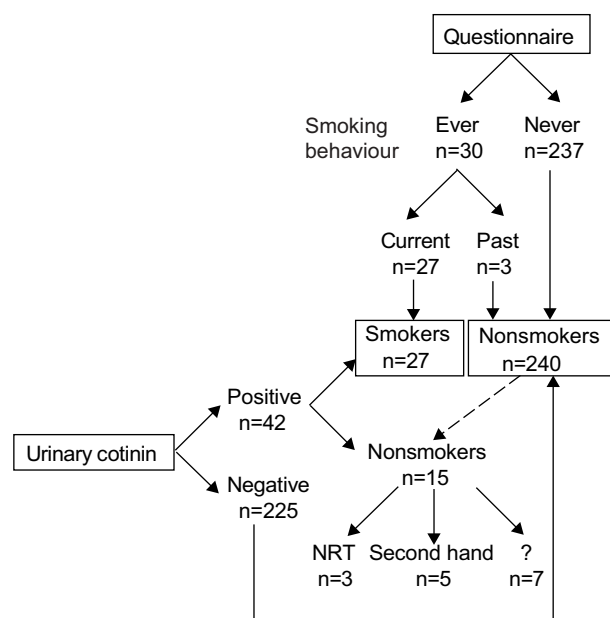 Questionnaire
Smoking behaviour
Ever
n=30
Never
n=237
Current
n=27
Past
n=3
Smokers
n=27
Nonsmokers
n=240
Positive
n=42
Urinary cotinin
Nonsmokers
n=15
Negative
n=225
NRT
n=3
Second hand
n=5
?
n=7